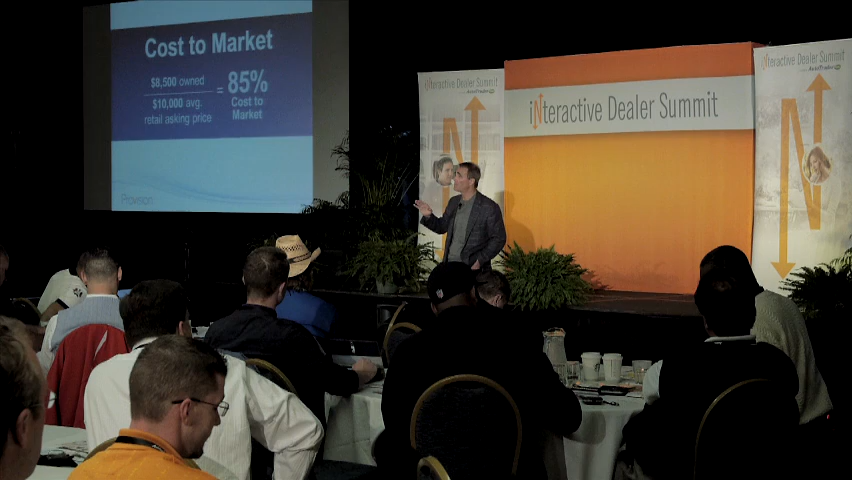 Cost to Market
$8,500 owned
$10,000 avg.
retail asking price
= 85%
Cost to
Market
Provision
iNteractive Dealer Summit
iNteractive Dealer Summit
iNteractive Dealer Summit